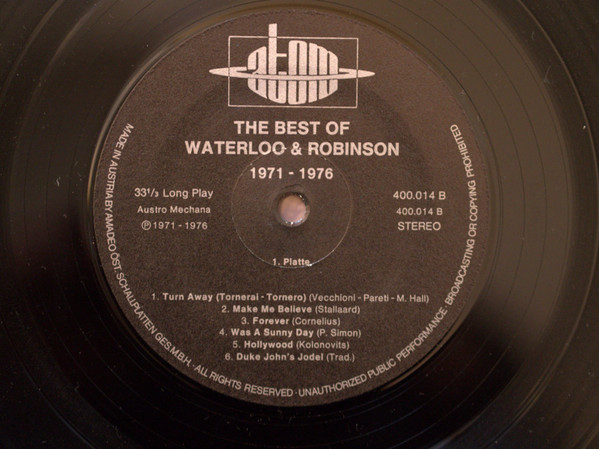 atom
THE BEST OF
WATERLOO & ROBINSON
1971 - 1976
33¹/₃ Long Play
Austro Mechana
Ⓟ 1971 - 1976
400.014 B
400.014 B
STEREO
1. Platte
1. Turn Away (Tornerai - Tornero) (Vecchioni - Pareti - M. Hall)
2. Make Me Believe (Stallaard)
3. Forever (Cornelius)
4. Was A Sunny Day (P. Simon)
5. Hollywood (Kolonovits)
6. Duke John's Jodel (Trad.)
MADE IN AUSTRIA BY AMADEO ÖST. SCHALLPLATTEN GES.M.B.H. · ALL RIGHTS RESERVED · UNAUTHORIZED PUBLIC PERFORMANCE · BROADCASTING OR COPYING PROHIBITED